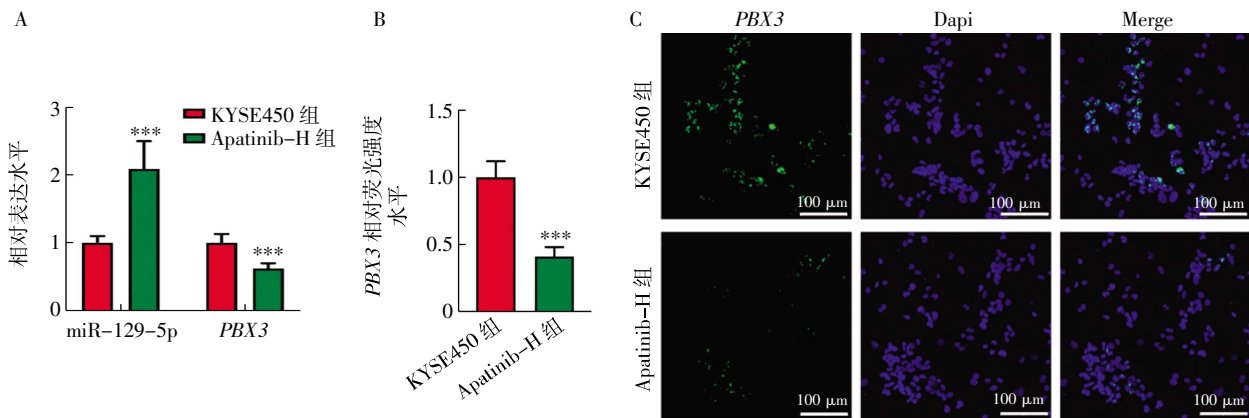 A
相对表达水平
3
2
1
0
KYSE450 组
Apatinib-H 组
***
***
miR-129-5p
PBX3
B
PBX3 相对荧光强度
水平
1.5
1.0
0.5
0
***
KYSE450 组
Apatinib-H 组
C
PBX3
Dapi
Merge
KYSE450 组
100 μm
100 μm
100 μm
Apatinib-H 组
100 μm
100 μm
100 μm